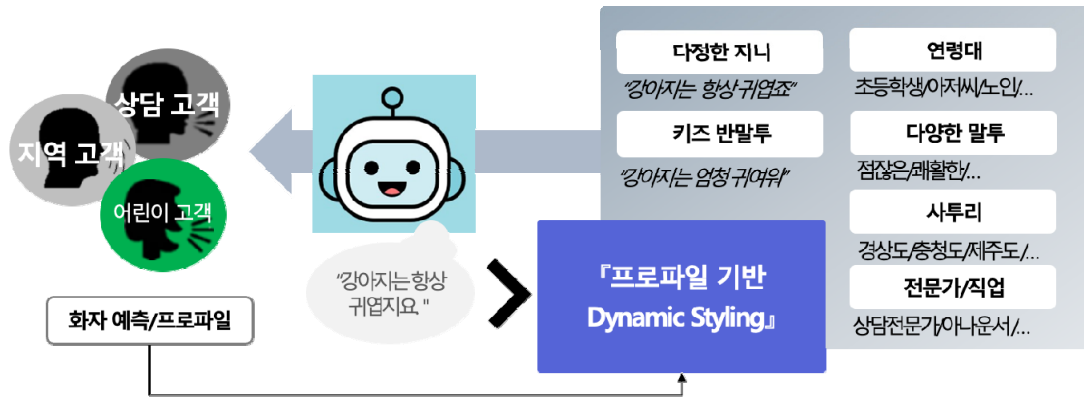 상담 고객
지역 고객
어린이 고객
화자 예측/프로파일
"강아지는 항상
귀엽지요."
『프로파일 기반
Dynamic Styling』
다정한 지니
"강아지는 항상 귀엽죠"
키즈 반말투
"강아지는 엄청 귀여워"
연령대
초등학생/아저씨/노인/...
다양한 말투
점잖은/쾌활한/...
사투리
경상도/충청도/제주도/...
전문가/직업
상담전문가/아나운서/...